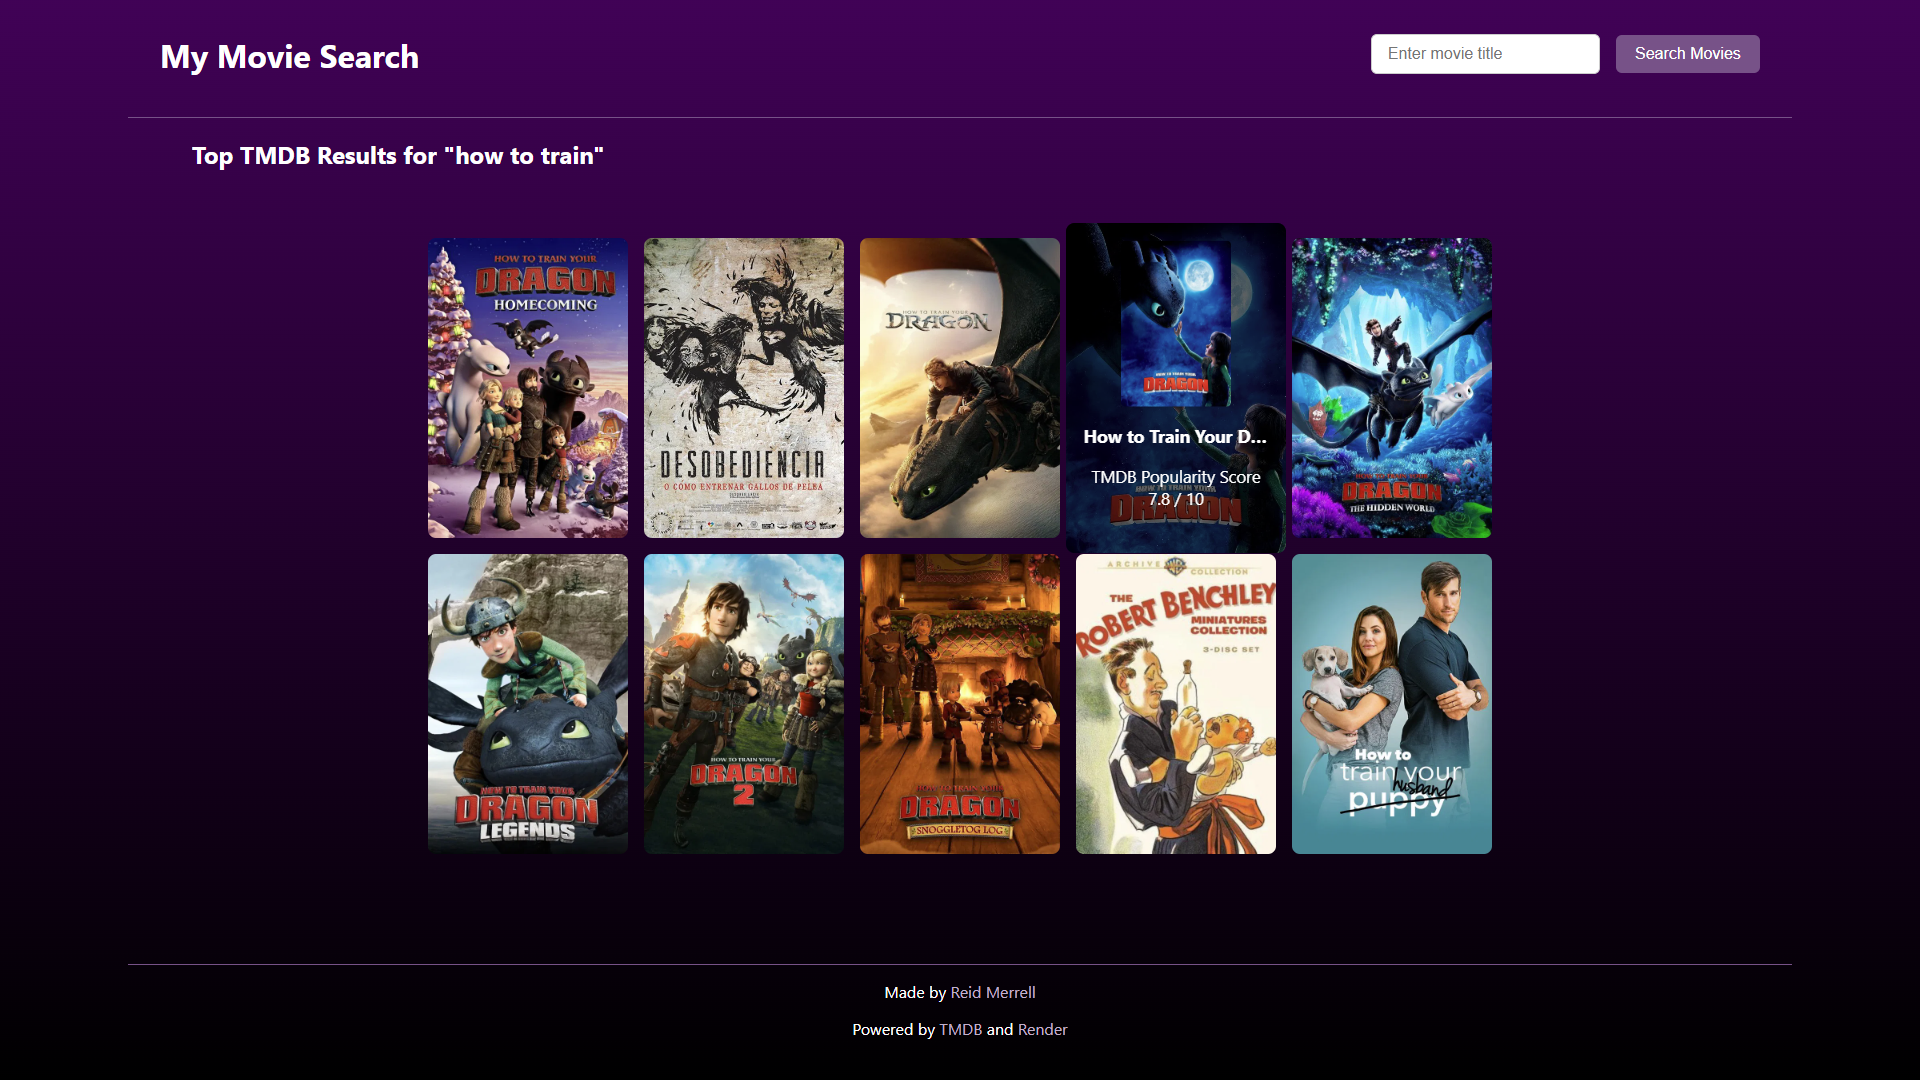 My Movie Search
Enter movie title
Search Movies
Top TMDB Results for "how to train"
HOW TO TRAIN YOUR
DRAGON
HOMECOMING
DESOBEDIENCIA
O CÓMO ENTRENAR GALLOS DE PELEA
HOW TO TRAIN YOUR
DRAGON
HOW TO TRAIN YOUR
DRAGON
How to Train Your D...
TMDB Popularity Score
7.8 / 10
HOW TO TRAIN YOUR
DRAGON
HOW TO TRAIN YOUR
DRAGON
THE HIDDEN WORLD
HOW TO TRAIN YOUR
DRAGON
LEGENDS
HOW TO TRAIN YOUR
DRAGON
2
HOW TO TRAIN YOUR
DRAGON
SNOGGLETOG LOG
ARCHIVE WB COLLECTION
THE
ROBERT BENCHLEY
MINIATURES
COLLECTION
3-DISC SET
How to
train your
husband
puppy
Made by Reid Merrell
Powered by TMDB and Render